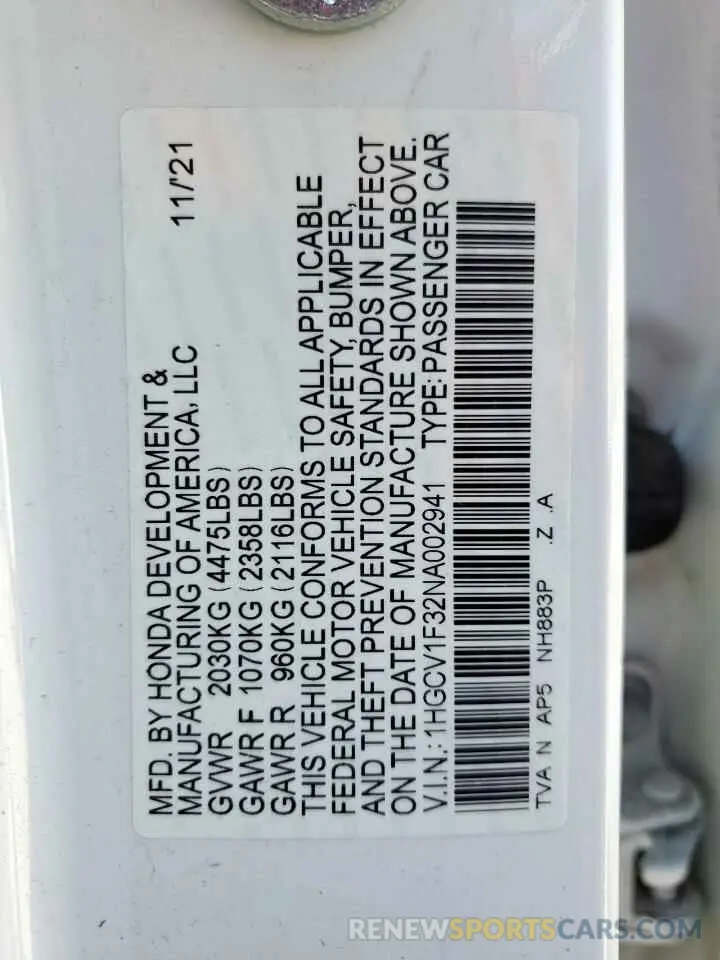 MFD. BY HONDA DEVELOPMENT &
MANUFACTURING OF AMERICA, LLC 11/'21
GVWR 2030KG (4475LBS)
GAWR F 1070KG (2358LBS)
GAWR R 960KG (2116LBS)
THIS VEHICLE CONFORMS TO ALL APPLICABLE
FEDERAL MOTOR VEHICLE SAFETY, BUMPER,
AND THEFT PREVENTION STANDARDS IN EFFECT
ON THE DATE OF MANUFACTURE SHOWN ABOVE.
V.I.N.: 1HGCV1F32NA002941 TYPE: PASSENGER CAR
TVA N AP5 NH883P .Z .A
RENEWSPORTSCARS.COM